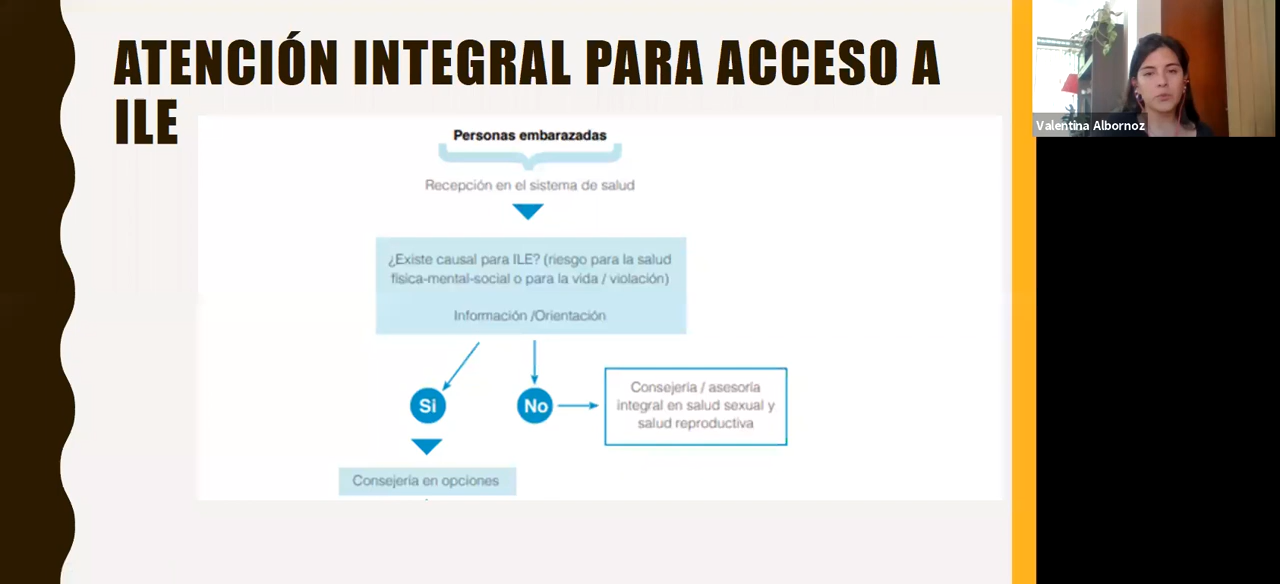 ATENCIÓN INTEGRAL PARA ACCESO A
ILE
Valentina Albornoz
Personas embarazadas
Recepción en el sistema de salud
¿Existe causal para ILE? (riesgo para la salud
física-mental-social o para la vida / violación)
Información /Orientación
Si
No
Consejería / asesoría
integral en salud sexual y
salud reproductiva
Consejería en opciones